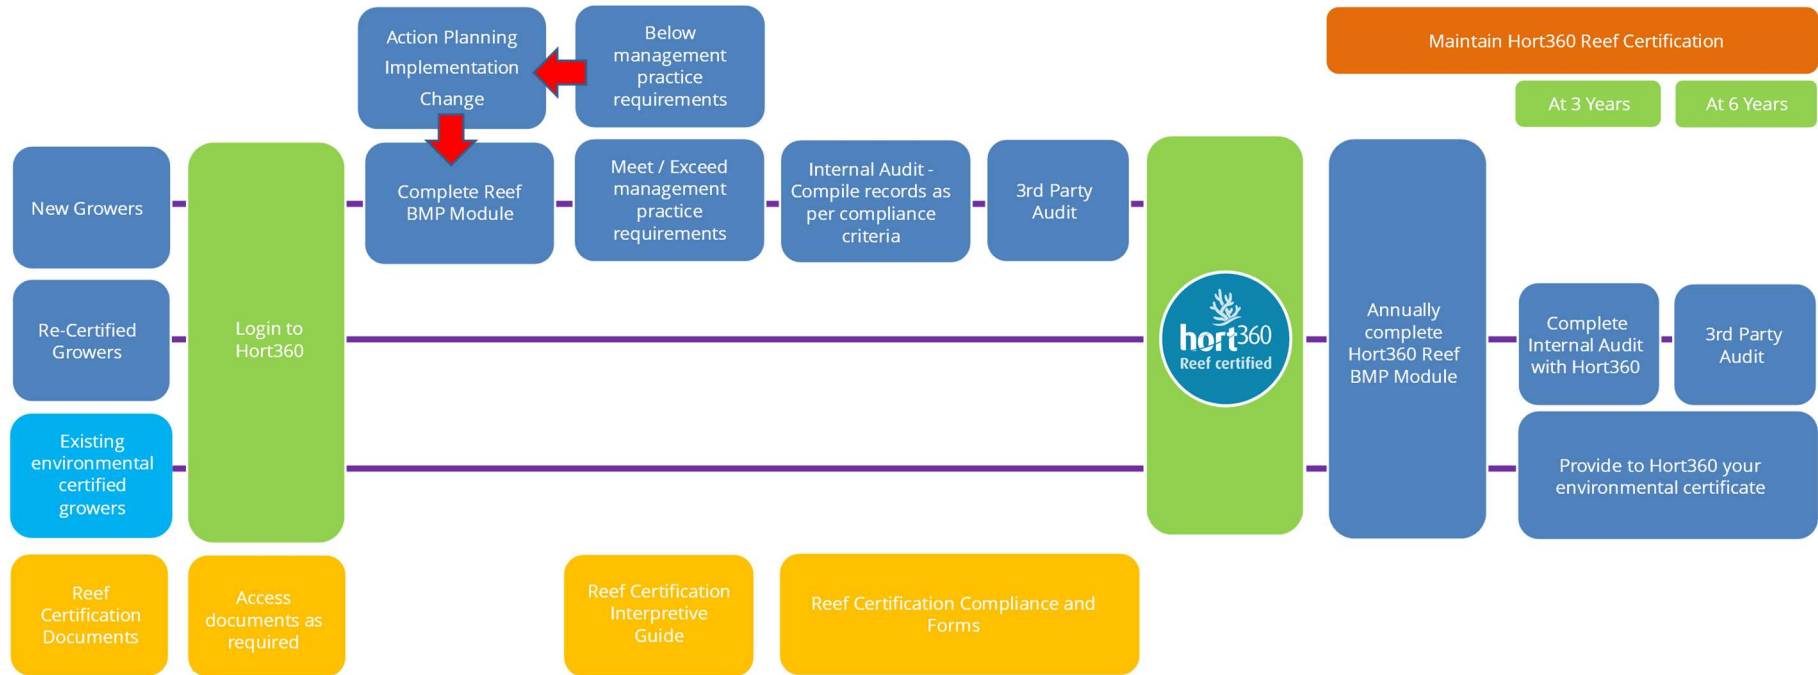 Action Planning
Implementation
Change
Below
management
practice
requirements
Maintain Hort360 Reef Certification
At 3 Years
At 6 Years
New Growers
Login to
Hort360
Complete Reef
BMP Module
Meet / Exceed
management
practice
requirements
Internal Audit -
Compile records as
per compliance
criteria
3rd Party
Audit
Re-Certified
Growers
hort360
Reef certified
Annually
complete
Hort360 Reef
BMP Module
Complete
Internal Audit
with Hort360
3rd Party
Audit
Existing
environmental
certified
growers
Provide to Hort360 your
environmental certificate
Reef
Certification
Documents
Access
documents as
required
Reef Certification
Interpretive
Guide
Reef Certification Compliance and
Forms